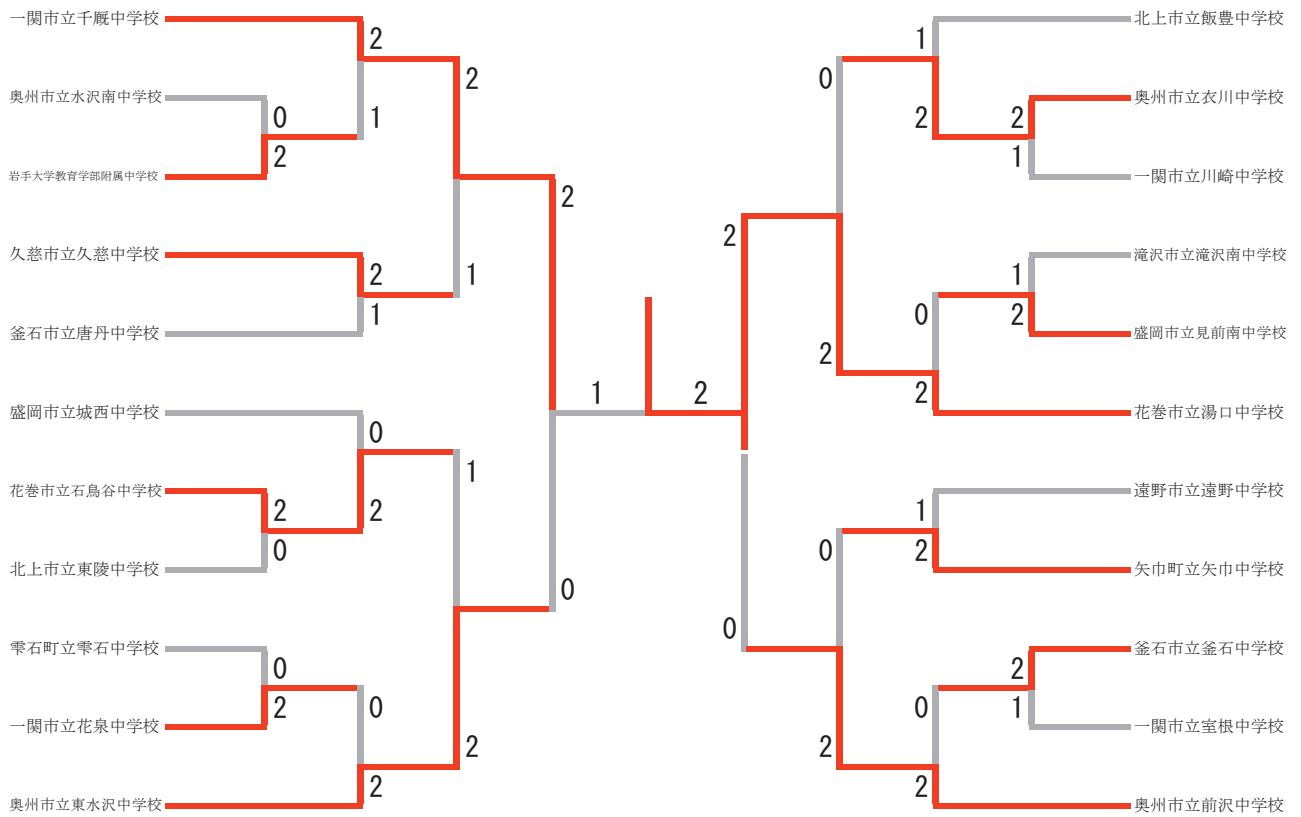 一関市立千厩中学校
奥州市立水沢南中学校
岩手大学教育学部附属中学校
久慈市立久慈中学校
釜石市立唐丹中学校
盛岡市立城西中学校
花巻市立石鳥谷中学校
北上市立東陵中学校
雫石町立雫石中学校
一関市立花泉中学校
奥州市立東水沢中学校
2
1
0
2
2
1
0
2
2
0
0
2
0
2
2
1
1
2
2
0
1
2
2
0
0
2
0
2
1
2
0
2
1
2
0
2
2
1
1
2
2
1
北上市立飯豊中学校
奥州市立衣川中学校
一関市立川崎中学校
滝沢市立滝沢南中学校
盛岡市立見前南中学校
花巻市立湯口中学校
遠野市立遠野中学校
矢巾町立矢巾中学校
釜石市立釜石中学校
一関市立室根中学校
奥州市立前沢中学校